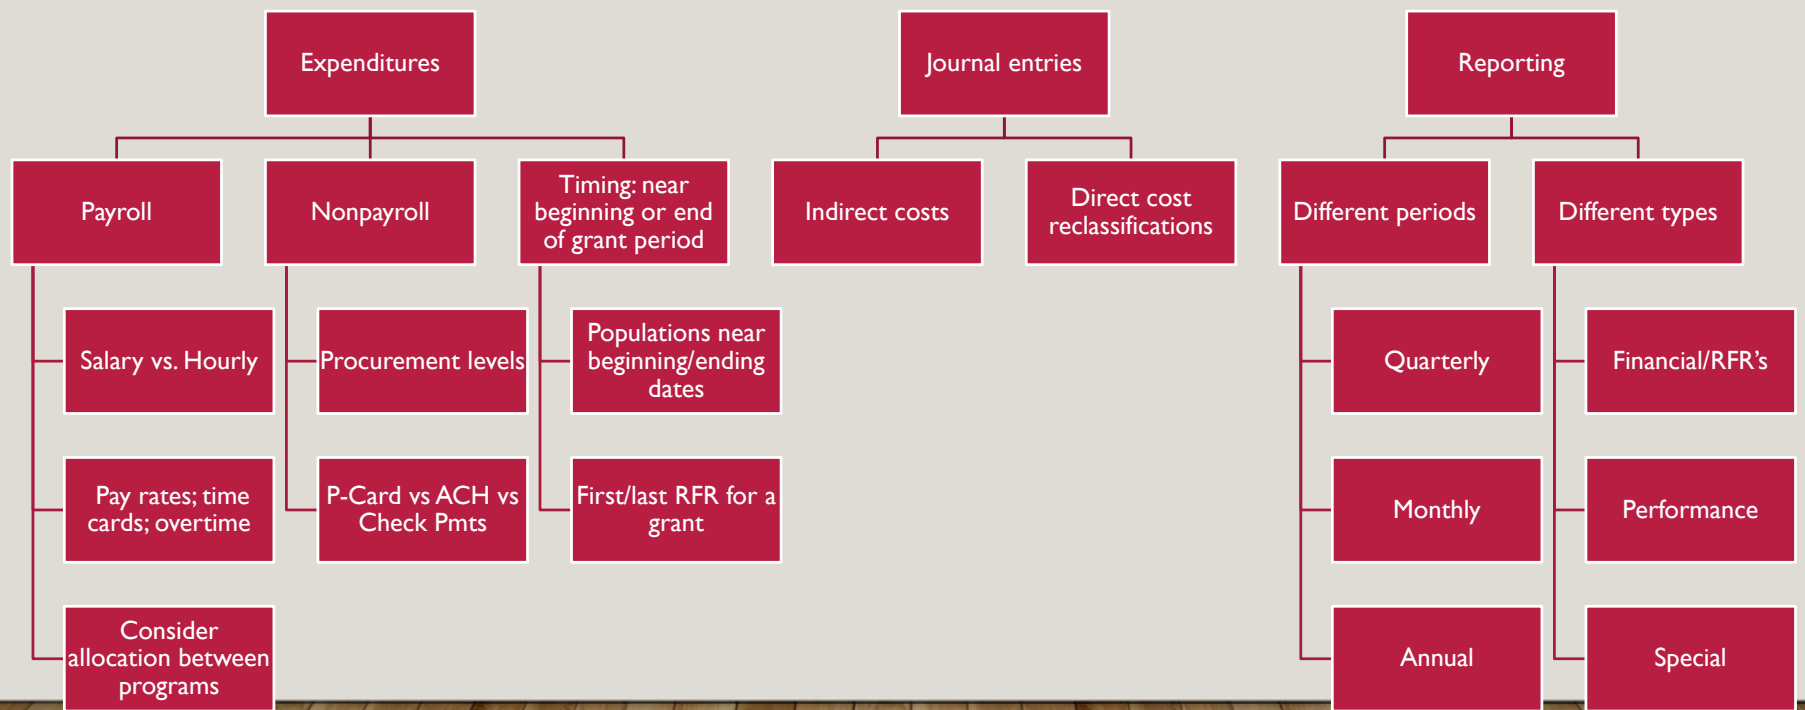 Expenditures
Journal entries
Reporting
Payroll
Nonpayroll
Timing: near
beginning or end
of grant period
Indirect costs
Direct cost
reclassifications
Different periods
Different types
Salary vs. Hourly
Procurement levels
Populations near
beginning/ending
dates
Quarterly
Financial/RFR's
Pay rates; time
cards; overtime
P-Card vs ACH vs
Check Pmts
First/last RFR for a
grant
Monthly
Performance
Consider
allocation between
programs
Annual
Special